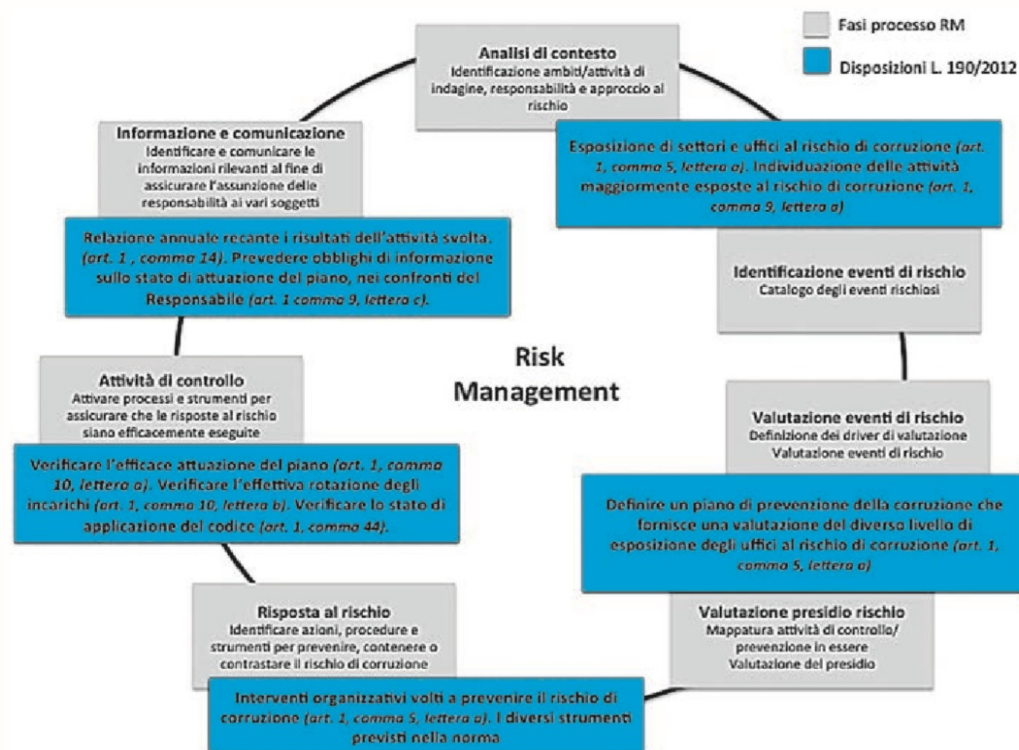 Fasi processo RM
Disposizioni L. 190/2012
Analisi di contesto
Identificazione ambiti/attività di
indagine, responsabilità e approccio al
rischio
Esposizione di settori e uffici al rischio di corruzione (art.
1, comma 5, lettera a). Individuazione delle attività
maggiormente esposte al rischio di corruzione (art. 1,
comma 9, lettera a)
Identificazione eventi di rischio
Catalogo degli eventi rischiosi
Valutazione eventi di rischio
Definizione dei driver di valutazione
Valutazione eventi di rischio
Definire un piano di prevenzione della corruzione che
fornisce una valutazione del diverso livello di
esposizione degli uffici al rischio di corruzione (art. 1,
comma 5, lettera a)
Valutazione presidio rischio
Mappatura attività di controllo/
prevenzione in essere
Valutazione del presidio
Interventi organizzativi volti a prevenire il rischio di
corruzione (art. 1, comma 5, lettera a). I diversi strumenti
previsti nella norma
Risposta al rischio
Identificare azioni, procedure e
strumenti per prevenire, contenere o
contrastare il rischio di corruzione
Verificare l'efficace attuazione del piano (art. 1, comma
10, lettera a). Verificare l'effettiva rotazione degli
incarichi (art. 1, comma 10, lettera b). Verificare lo stato di
applicazione del codice (art. 1, comma 44).
Attività di controllo
Attivare processi e strumenti per
assicurare che le risposte al rischio
siano efficacemente eseguite
Relazione annuale recante i risultati dell'attività svolta.
(art. 1 , comma 14). Prevedere obblighi di informazione
sullo stato di attuazione del piano, nei confronti del
Responsabile (art. 1 comma 9, lettera c).
Informazione e comunicazione
Identificare e comunicare le
informazioni rilevanti al fine di
assicurare l'assunzione delle
responsabilità ai vari soggetti
Risk
Management